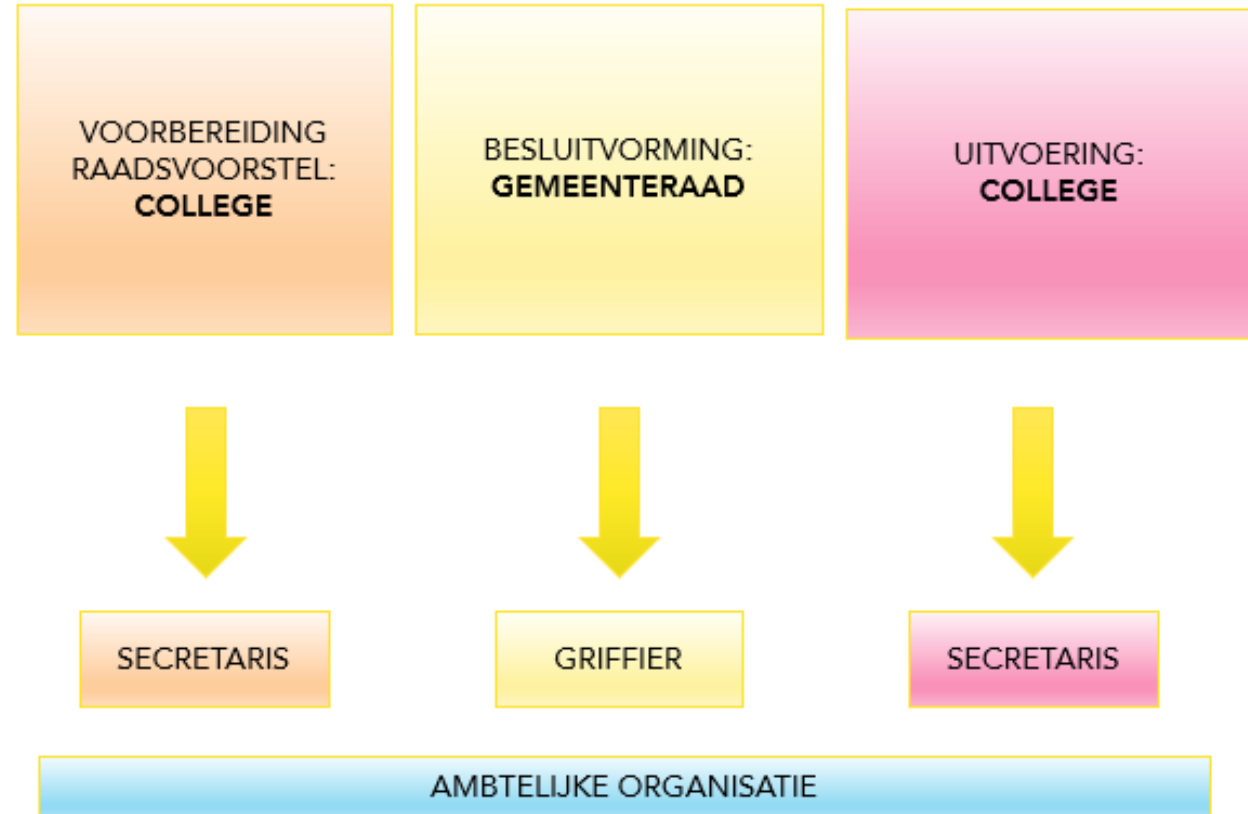 VOORBEREIDING
RAADSVOORSTEL:
COLLEGE
BESLUITVORMING:
GEMEENTERAAD
UITVOERING:
COLLEGE
SECRETARIS
GRIFFIER
SECRETARIS
AMBTELIJKE ORGANISATIE